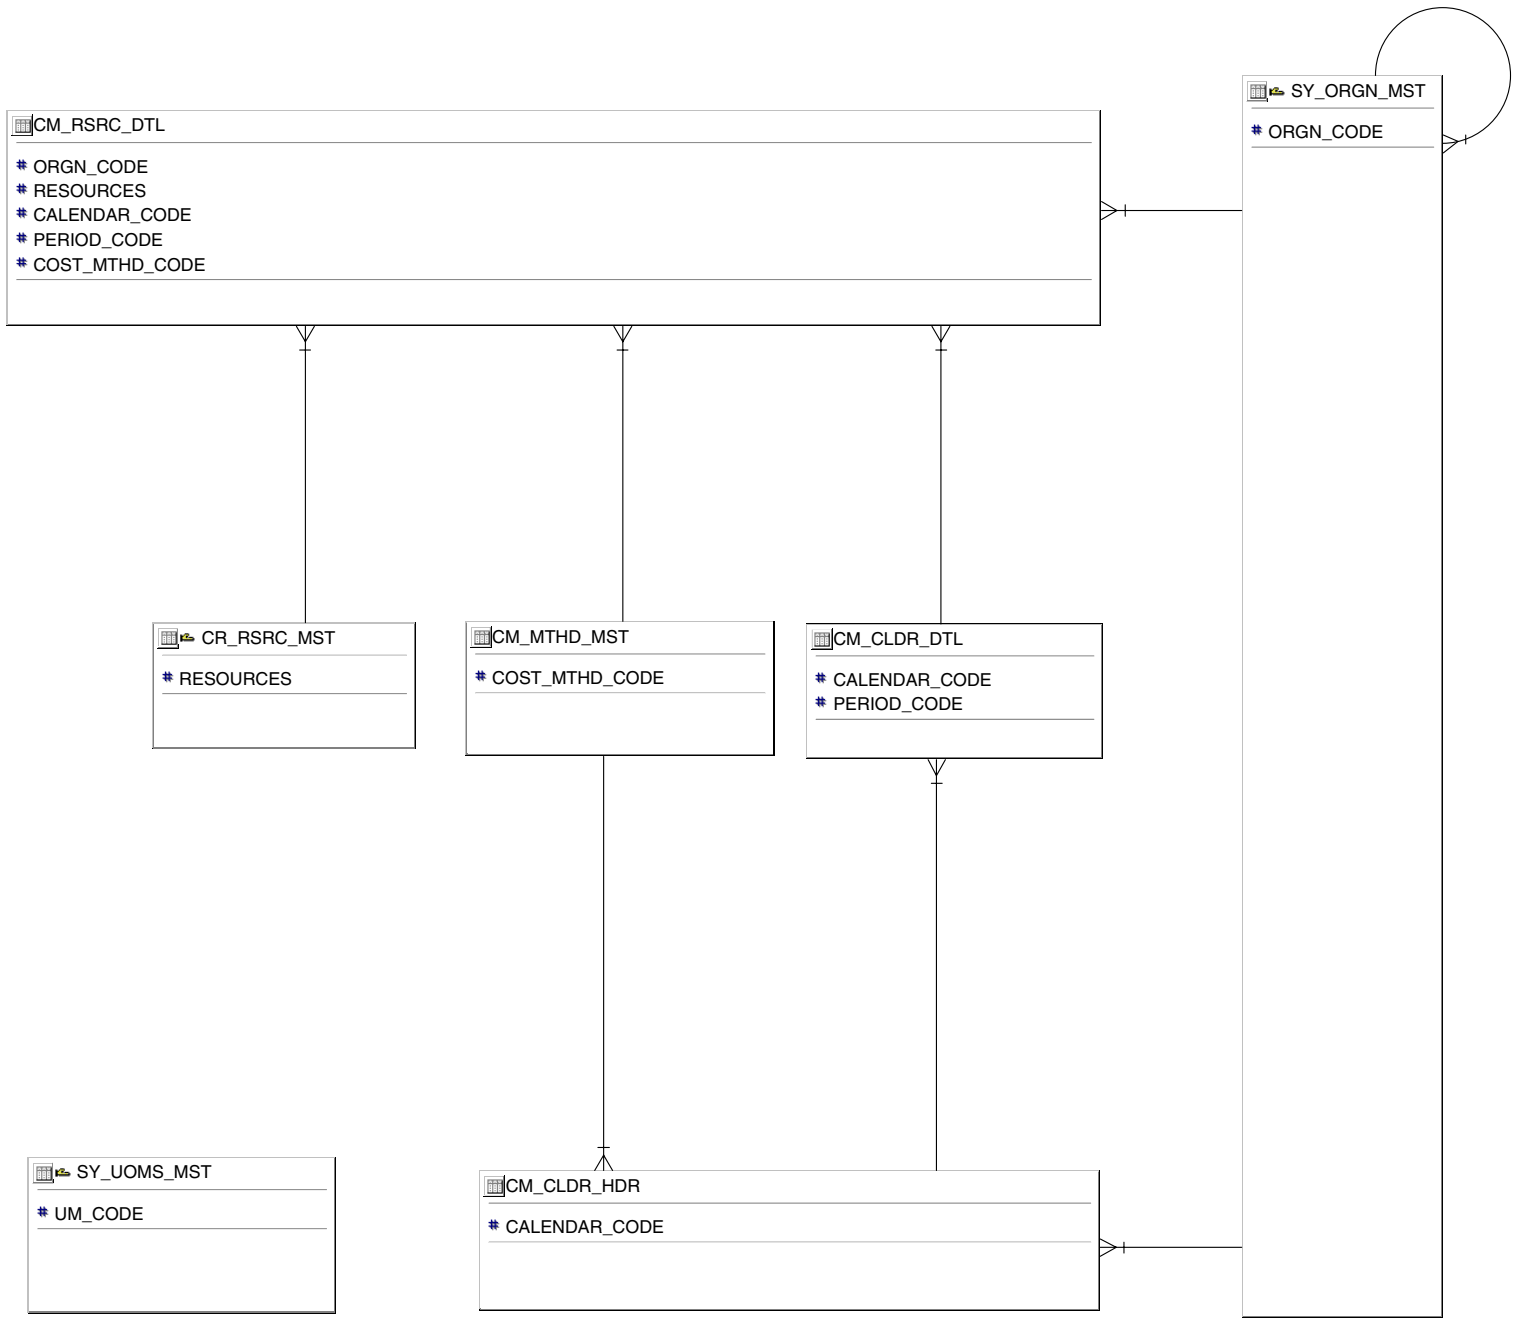 SY_ORGN_MST
# ORGN_CODE
CM_RSRC_DTL
# ORGN_CODE
# RESOURCES
# CALENDAR_CODE
# PERIOD_CODE
# COST_MTHD_CODE
CR_RSRC_MST
# RESOURCES
CM_MTHD_MST
# COST_MTHD_CODE
CM_CLDR_DTL
# CALENDAR_CODE
# PERIOD_CODE
SY_UOMS_MST
# UM_CODE
CM_CLDR_HDR
# CALENDAR_CODE